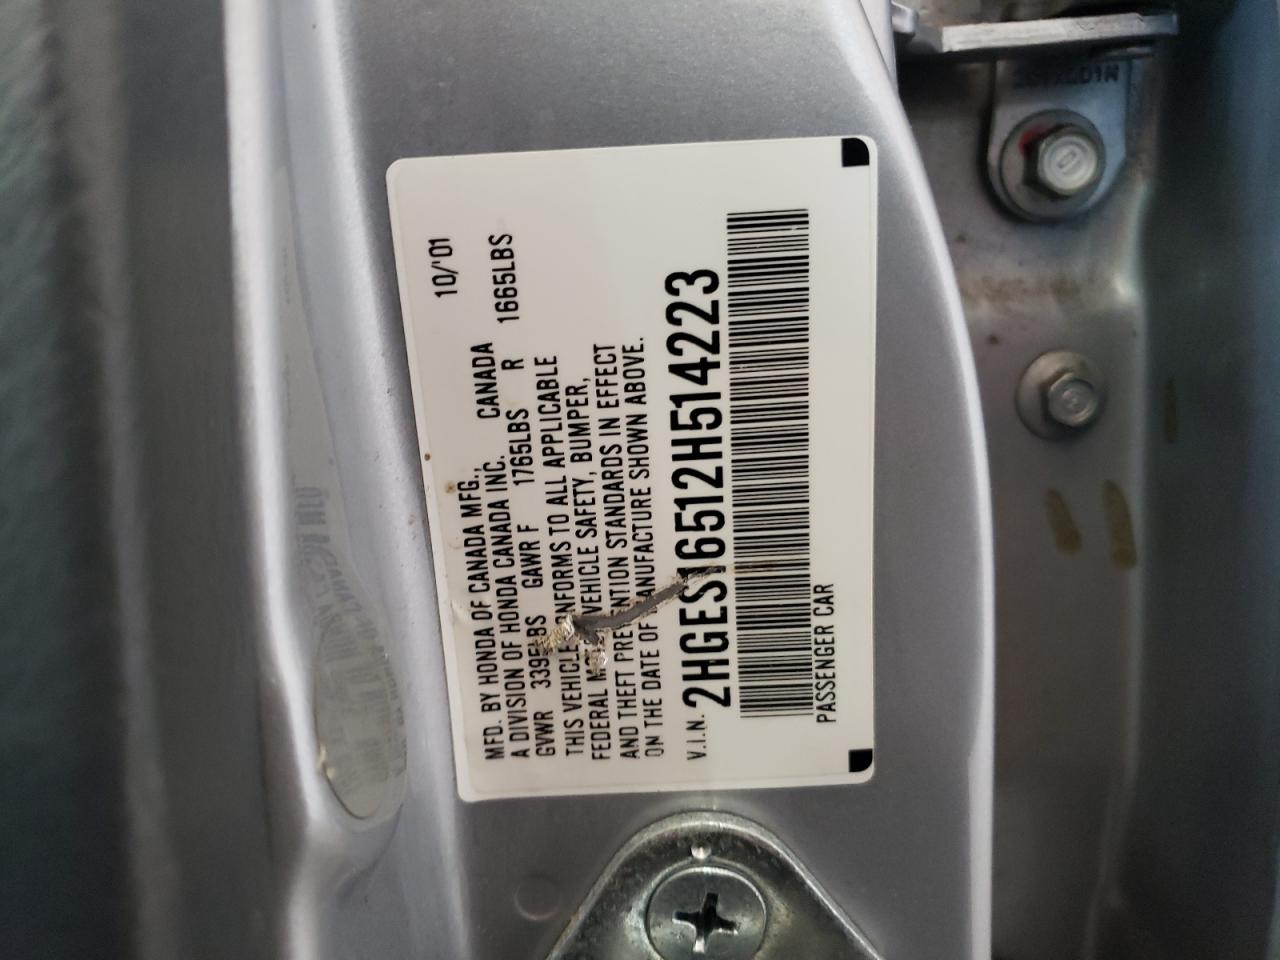 10/'01
MFD. BY HONDA OF CANADA MFG.,
A DIVISION OF HONDA CANADA INC. CANADA
GVWR 3395LBS GAWR F 1765LBS R 1665LBS
THIS VEHICLE CONFORMS TO ALL APPLICABLE
FEDERAL MOTOR VEHICLE SAFETY, BUMPER,
AND THEFT PREVENTION STANDARDS IN EFFECT
ON THE DATE OF MANUFACTURE SHOWN ABOVE.
V.I.N. 2HGES16512H514223
PASSENGER CAR